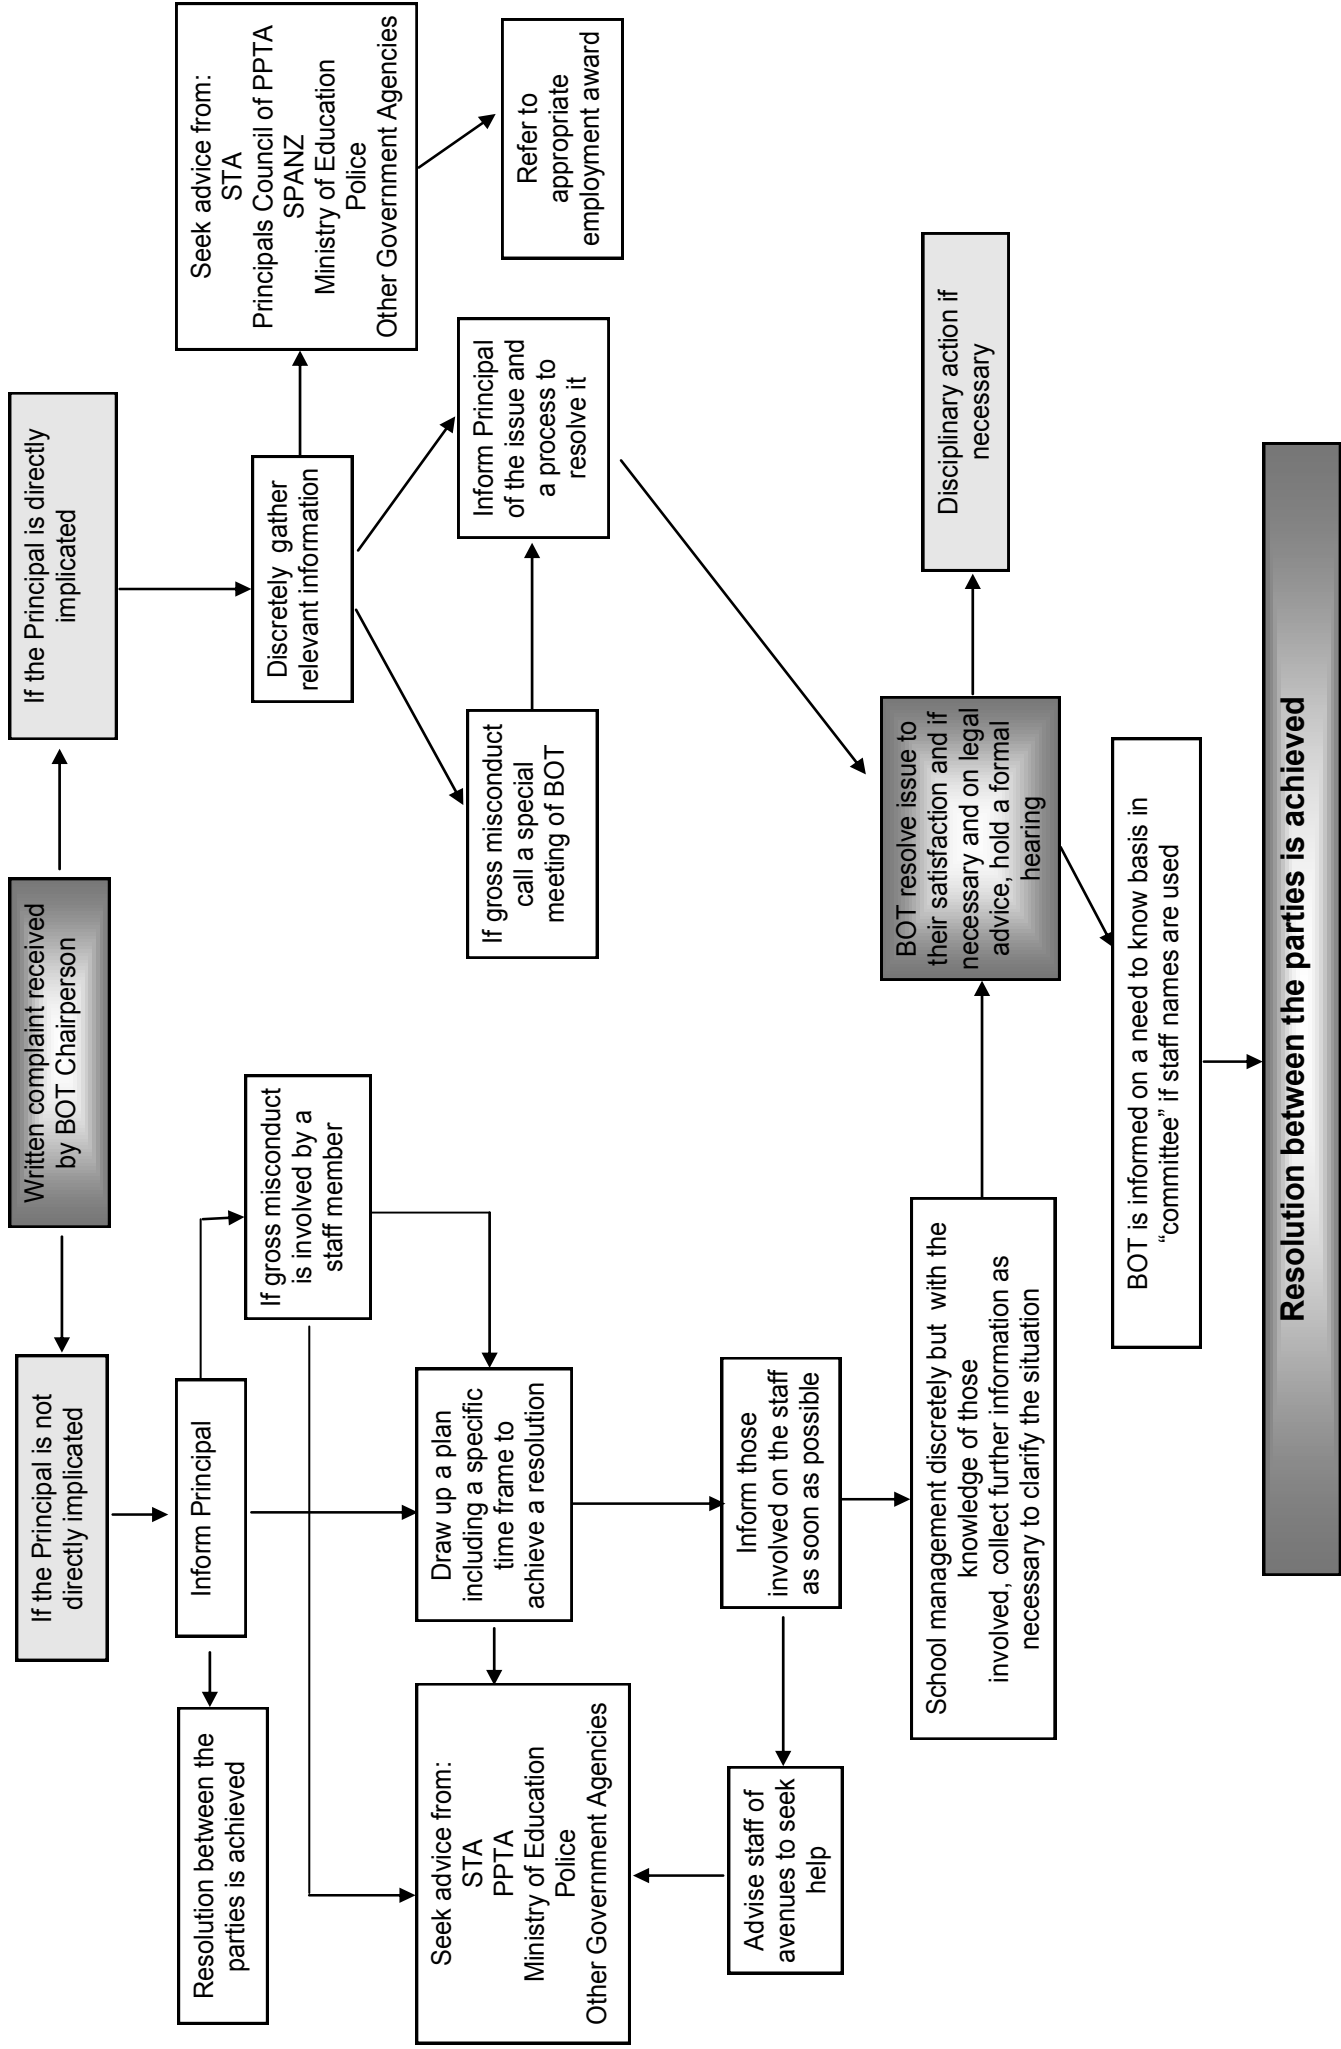 Written complaint received
by BOT Chairperson
If the Principal is not
directly implicated
If the Principal is directly
implicated
Inform Principal
Resolution between the
parties is achieved
If gross misconduct
is involved by a
staff member
Discretely gather
relevant information
Seek advice from:
STA
Principals Council of PPTA
SPANZ
Ministry of Education
Police
Other Government Agencies
Refer to
appropriate
employment award
Seek advice from:
STA
PPTA
Ministry of Education
Police
Other Government Agencies
Draw up a plan
including a specific
time frame to
achieve a resolution
If gross misconduct
call a special
meeting of BOT
Inform Principal
of the issue and
a process to
resolve it
Advise staff of
avenues to seek
help
Inform those
involved on the staff
as soon as possible
School management discretely but with the
knowledge of those
involved, collect further information as
necessary to clarify the situation
BOT resolve issue to
their satisfaction and if
necessary and on legal
advice, hold a formal
hearing
Disciplinary action if
necessary
BOT is informed on a need to know basis in
“committee” if staff names are used
Resolution between the parties is achieved